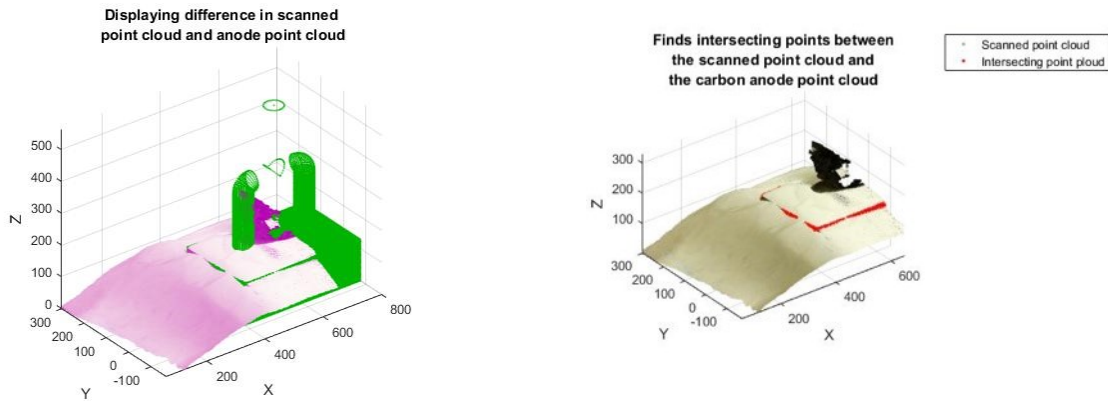 Displaying difference in scanned
point cloud and anode point cloud
500
400
300
200
100
0
Z
300
200
100
0
-100
Y
200
400
600
800
X
Finds intersecting points between
the scanned point cloud and
the carbon anode point cloud
300
200
100
Z
300
200
100
0
-100
Y
200
400
600
X
Scanned point cloud
Intersecting point ploud